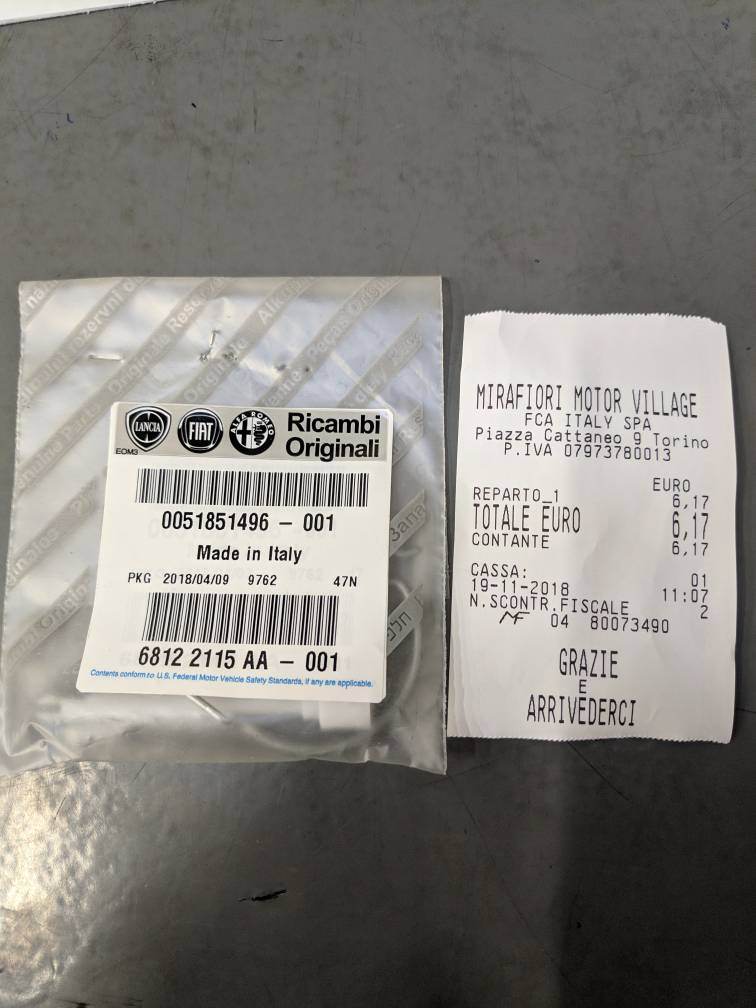 LANCIA
FIAT
ALFA ROMEO
Ricambi
Originali
EOM3
0051851496 - 001
Made in Italy
PKG 2018/04/09 9762 47N
6812 2115 AA - 001
Contents conform to U.S. Federal Motor Vehicle Safety Standards, if any are applicable.
MIRAFIORI MOTOR VILLAGE
FCA ITALY SPA
Piazza Cattaneo 9 Torino
P.IVA 07973780013
EURO
REPARTO_1 6,17
TOTALE EURO 6,17
CONTANTE 6,17
CASSA: 01
19-11-2018 11:07
N.SCONTR.FISCALE 2
MF 04 80073490
GRAZIE
E
ARRIVEDERCI